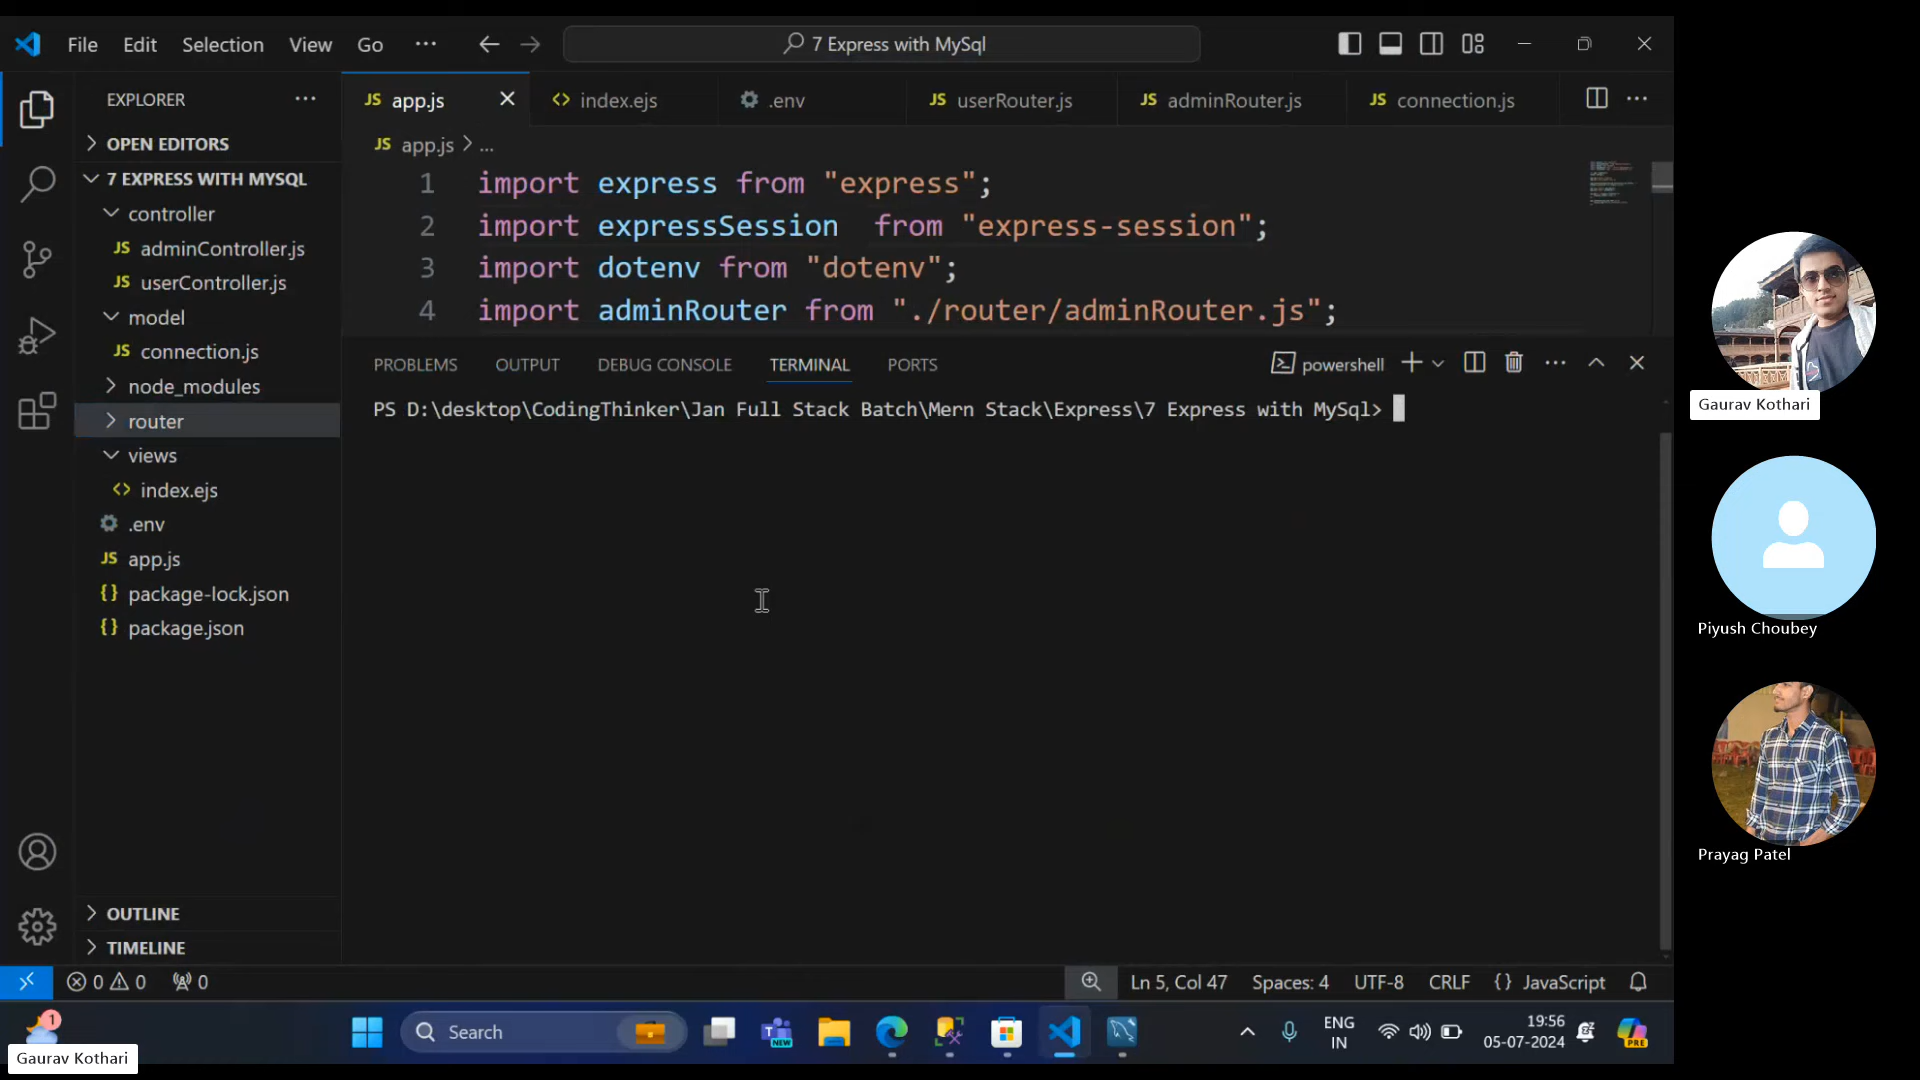 File Edit Selection View Go ... 7 Express with MySql
EXPLORER
OPEN EDITORS
7 EXPRESS WITH MYSQL
controller
JS adminController.js
JS userController.js
model
JS connection.js
node_modules
router
views
<> index.ejs
.env
JS app.js
{} package-lock.json
{} package.json
OUTLINE
TIMELINE
JS app.js <> index.ejs .env JS userRouter.js JS adminRouter.js JS connection.js
JS app.js > ...
1 import express from "express";
2 import expressSession  from "express-session";
3 import dotenv from "dotenv";
4 import adminRouter from "./router/adminRouter.js";
PROBLEMS OUTPUT DEBUG CONSOLE TERMINAL PORTS powershell
PS D:\desktop\CodingThinker\Jan Full Stack Batch\Mern Stack\Express\7 Express with MySql>
0 0 0 Ln 5, Col 47 Spaces: 4 UTF-8 CRLF {} JavaScript
1
Search
NEW
ENG
IN
19:56
05-07-2024
PRE
Gaurav Kothari
Gaurav Kothari
Piyush Choubey
Prayag Patel